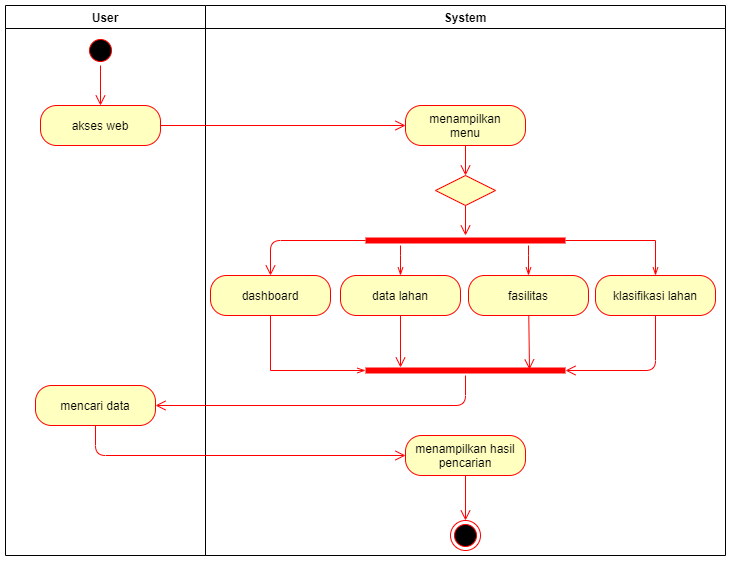 User
System
akses web
menampilkan
menu
dashboard
data lahan
fasilitas
klasifikasi lahan
mencari data
menampilkan hasil
pencarian